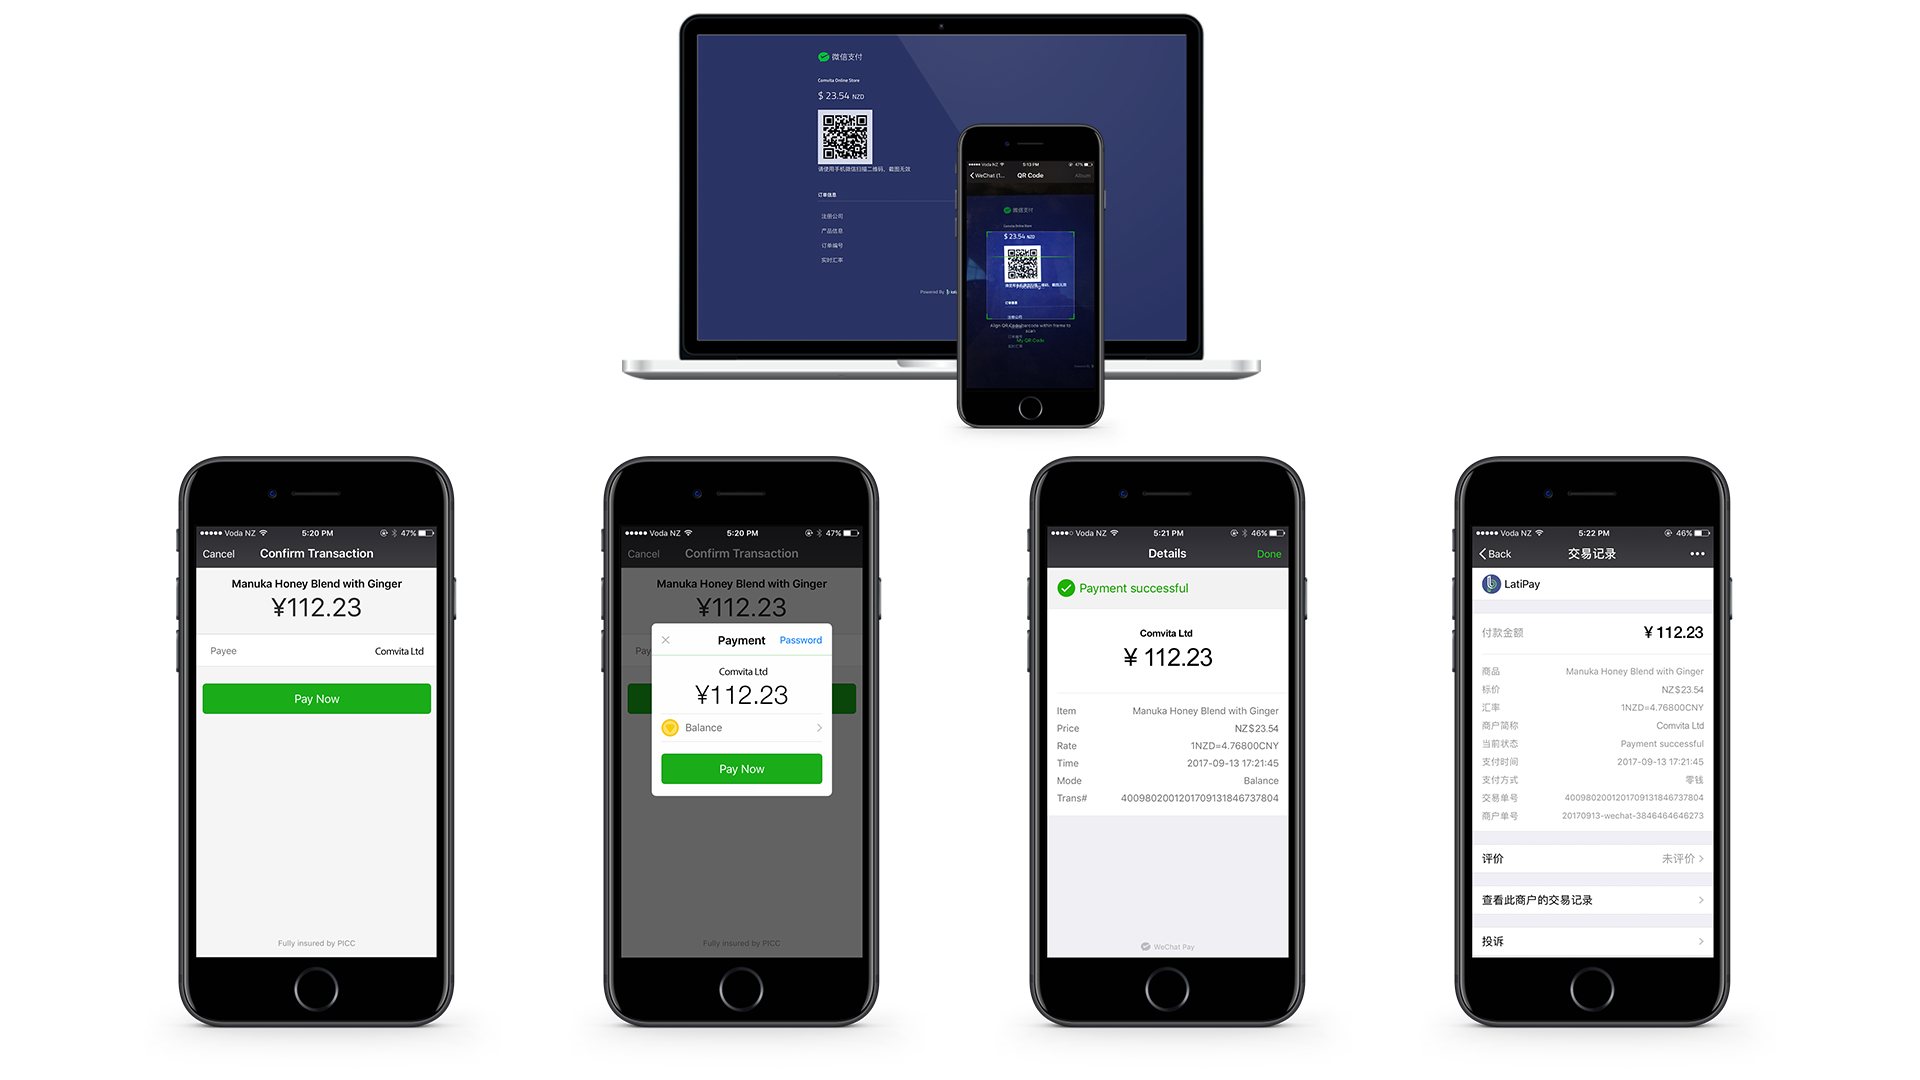 微信支付
Comvita Online Store
$ 23.54 NZD
请使用手机微信扫描二维码，截图无效
订单信息
注册公司
产品信息
订单编号
实时汇率
Powered By
Voda NZ 5:13 PM 47%
WeChat (1... QR Code Album
微信支付
Comvita Online Store
$ 23.54 NZD
订单信息
注册公司
Align QR Code/barcode within frame to
scan
My QR Code
Voda NZ 5:20 PM 47%
Cancel Confirm Transaction
Manuka Honey Blend with Ginger
¥112.23
Payee Comvita Ltd
Pay Now
Fully insured by PICC
Voda NZ 5:20 PM 47%
Cancel Confirm Transaction
Manuka Honey Blend with Ginger
¥112.23
Pay
Payment Password
Comvita Ltd
¥112.23
Balance
Pay Now
Fully insured by PICC
Voda NZ 5:21 PM 46%
Details Done
Payment successful
Comvita Ltd
¥ 112.23
Item Manuka Honey Blend with Ginger
Price NZ$23.54
Rate 1NZD=4.76800CNY
Time 2017-09-13 17:21:45
Mode Balance
Trans# 4009802001201709131846737804
WeChat Pay
Voda NZ 5:22 PM 46%
Back 交易记录
LatiPay
付款金额 ¥ 112.23
商品 Manuka Honey Blend with Ginger
标价 NZ$23.54
汇率 1NZD=4.76800CNY
商户简称 Comvita Ltd
当前状态 Payment successful
支付时间 2017-09-13 17:21:45
支付方式 零钱
交易单号 4009802001201709131846737804
商户单号 20170913-wechat-3846464646273
评价 未评价
查看此商户的交易记录
投诉